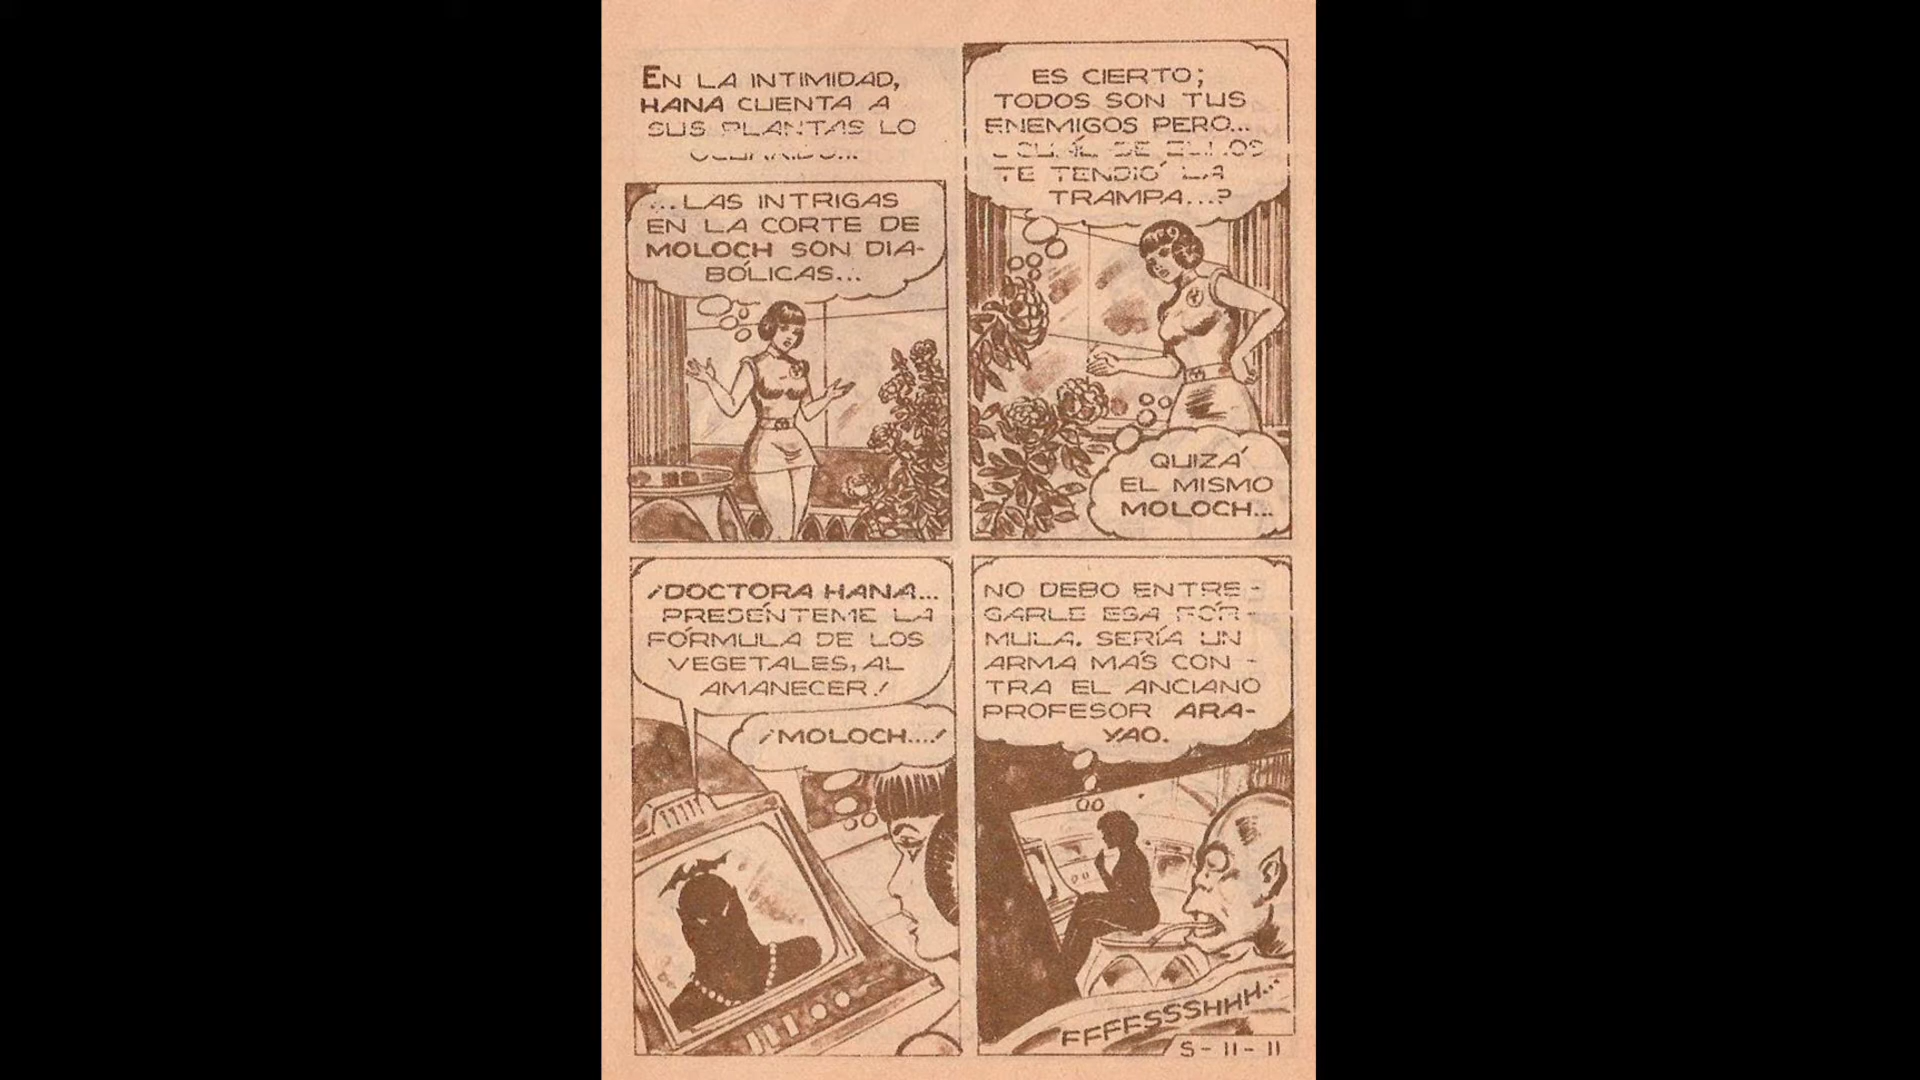 EN LA INTIMIDAD,
HANA CUENTA A
SUS PLANTAS LO
...LAS INTRIGAS
EN LA CORTE DE
MOLOCH SON DIA-
BÓLICAS...
ES CIERTO;
TODOS SON TUS
ENEMIGOS PERO...
¿CUÁL DE ELLOS
TE TENDIÓ LA
TRAMPA...?
QUIZÁ
EL MISMO
MOLOCH...
¡DOCTORA HANA...
PRESÉNTEME LA
FÓRMULA DE LOS
VEGETALES, AL
AMANECER!
¡MOLOCH....!
NO DEBO ENTRE-
GARLE ESA FÓR-
MULA. SERÍA UN
ARMA MÁS CON-
TRA EL ANCIANO
PROFESOR ARA-
YAO.
FFFFSSSHHH...
S-11-11